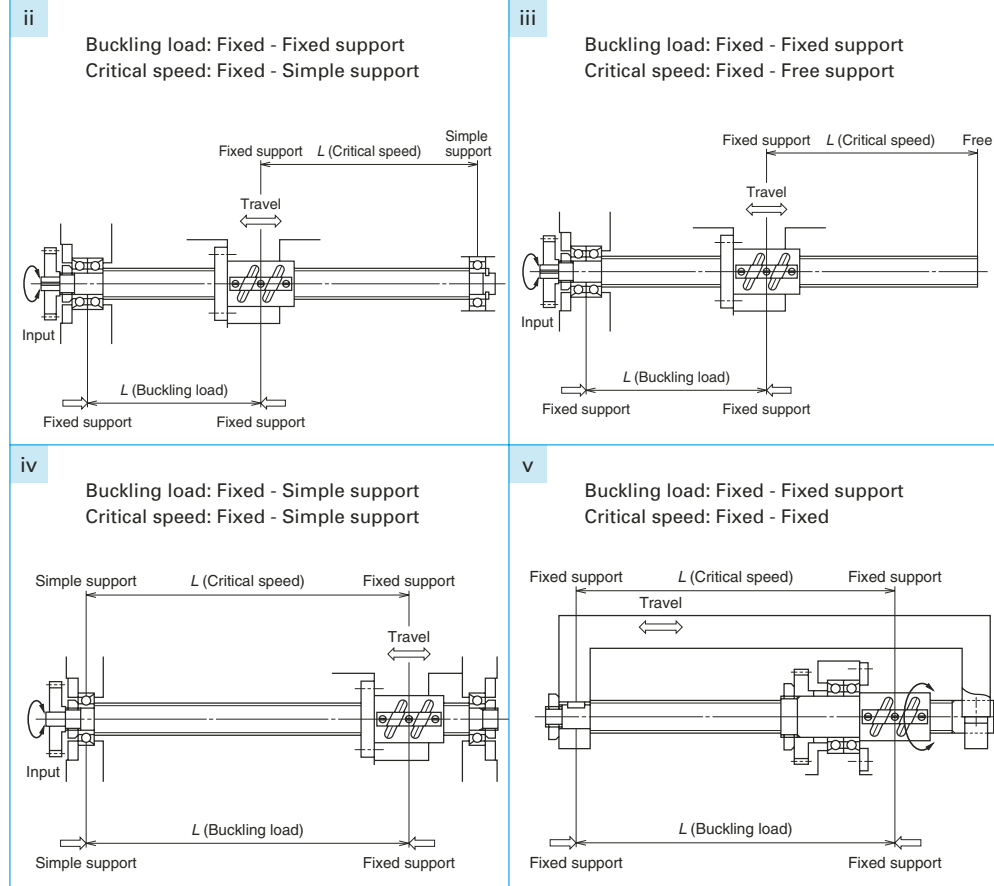 ii
Buckling load: Fixed - Fixed support
Critical speed: Fixed - Simple support
Simple
support
Fixed support
L (Critical speed)
Travel
Input
L (Buckling load)
Fixed support
Fixed support
iii
Buckling load: Fixed - Fixed support
Critical speed: Fixed - Free support
Fixed support
L (Critical speed)
Free
Travel
Input
L (Buckling load)
Fixed support
Fixed support
iv
Buckling load: Fixed - Simple support
Critical speed: Fixed - Simple support
Simple support
L (Critical speed)
Fixed support
Travel
Input
L (Buckling load)
Simple support
Fixed support
v
Buckling load: Fixed - Fixed support
Critical speed: Fixed - Fixed
Fixed support
L (Critical speed)
Fixed support
Travel
L (Buckling load)
Fixed support
Fixed support